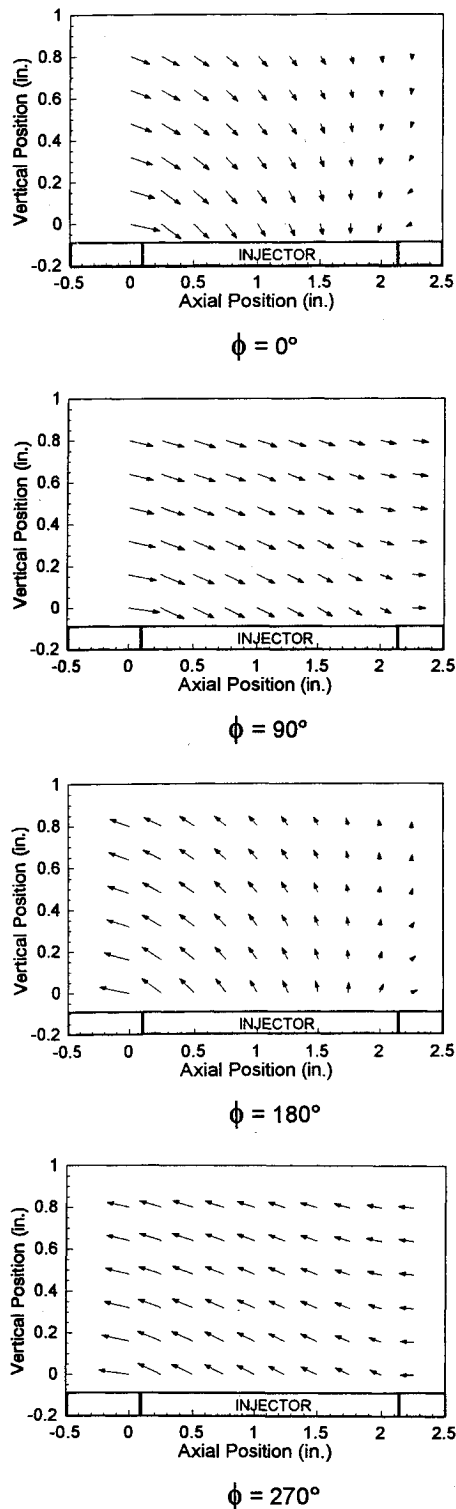 1
0.8
0.6
0.4
0.2
0
-0.2
Vertical Position (in.)
INJECTOR
-0.5 0 0.5 1 1.5 2 2.5
Axial Position (in.)
ϕ = 0°
1
0.8
0.6
0.4
0.2
0
-0.2
Vertical Position (in.)
INJECTOR
-0.5 0 0.5 1 1.5 2 2.5
Axial Position (in.)
ϕ = 90°
1
0.8
0.6
0.4
0.2
0
-0.2
Vertical Position (in.)
INJECTOR
-0.5 0 0.5 1 1.5 2 2.5
Axial Position (in.)
ϕ = 180°
1
0.8
0.6
0.4
0.2
0
-0.2
Vertical Position (in.)
INJECTOR
-0.5 0 0.5 1 1.5 2 2.5
Axial Position (in.)
ϕ = 270°